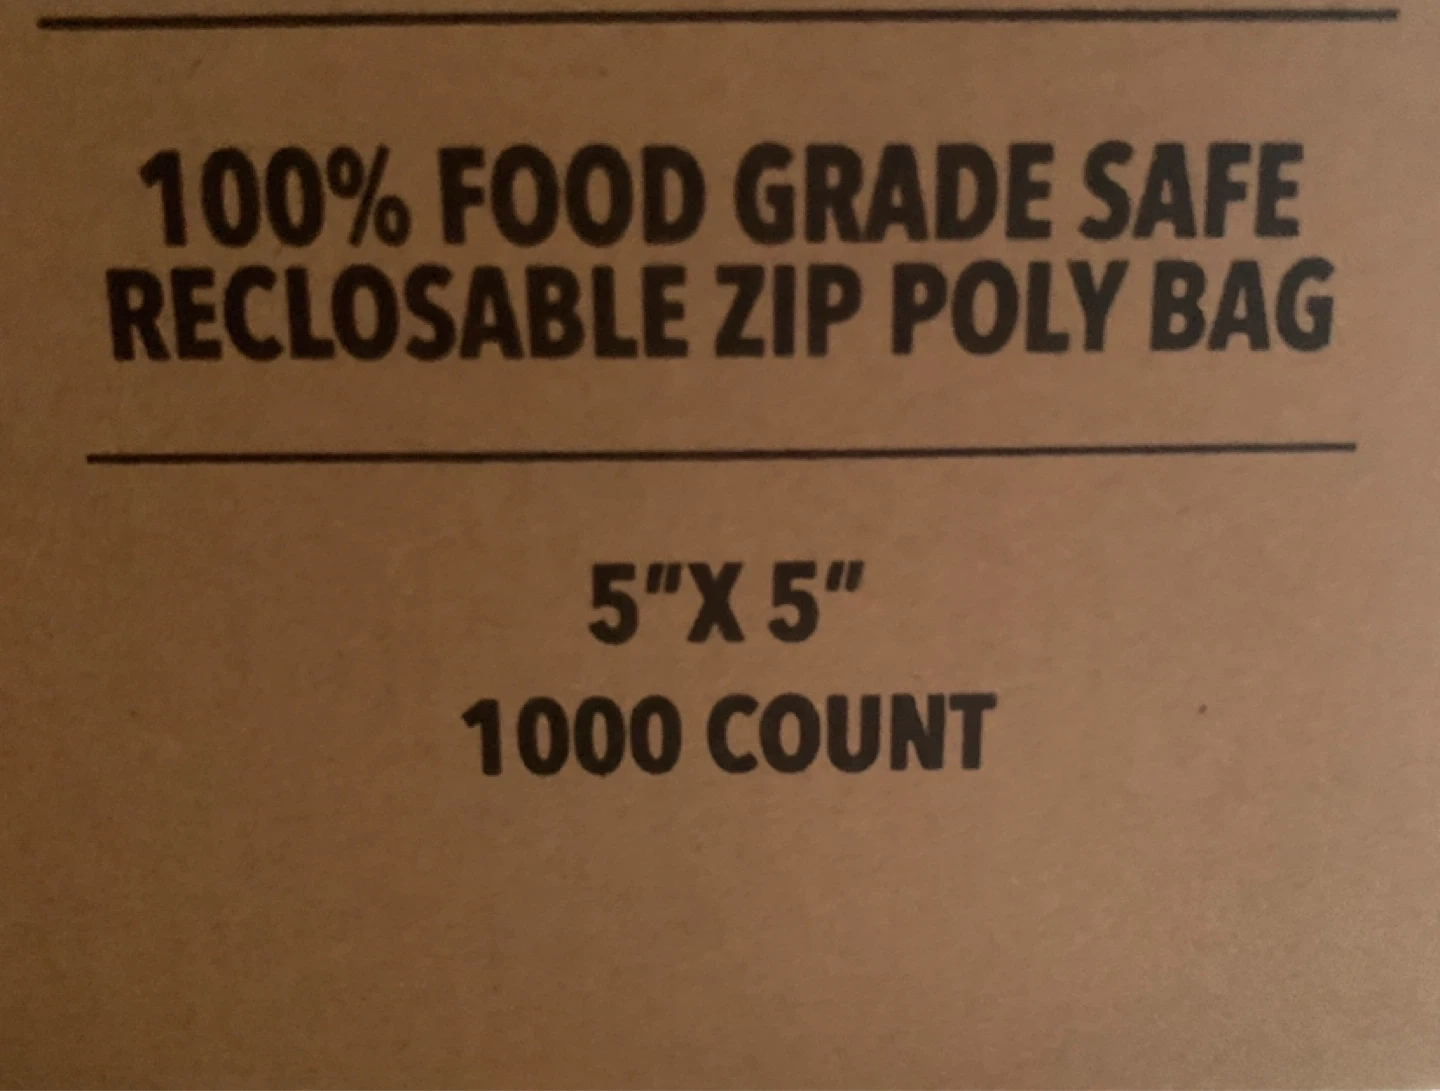 100% FOOD GRADE SAFE
RECLOSABLE ZIP POLY BAG
5"X 5"
1000 COUNT